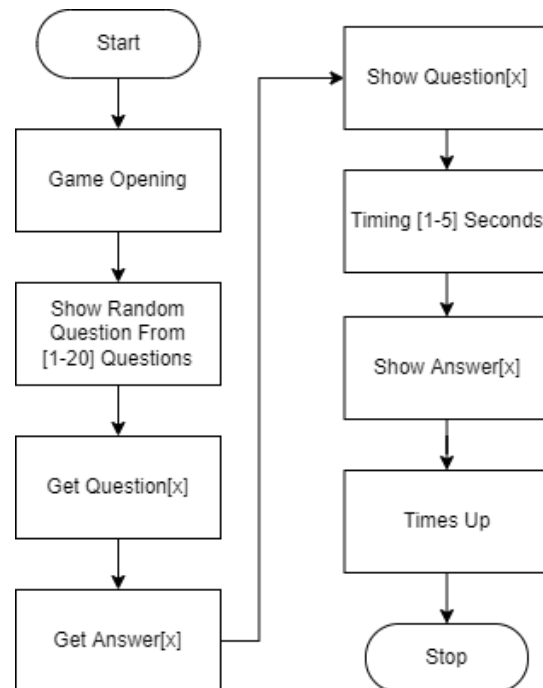 Start
Game Opening
Show Random
Question From
[1-20] Questions
Get Question[x]
Get Answer[x]
Show Question[x]
Timing [1-5] Seconds
Show Answer[x]
Times Up
Stop